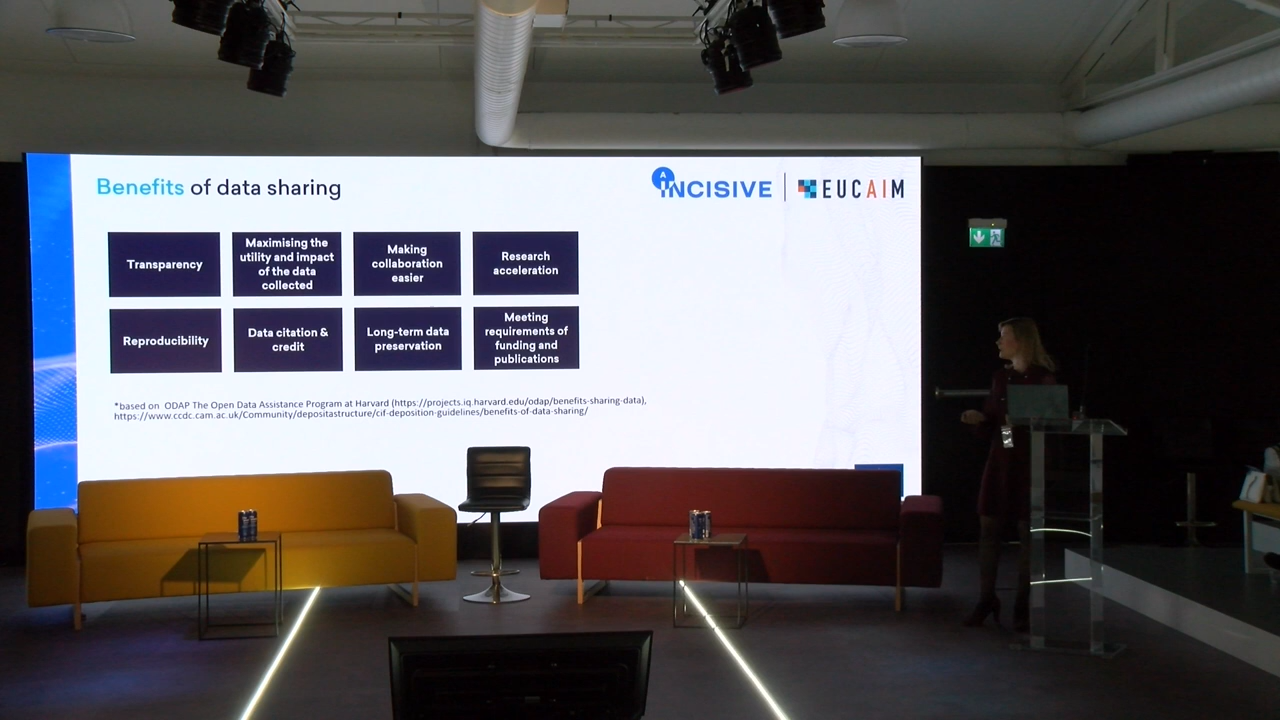 Benefits of data sharing
AI
INCISIVE
EUCAIM
Transparency
Maximising the
utility and impact
of the data
collected
Making
collaboration
easier
Research
acceleration
Reproducibility
Data citation &
credit
Long-term data
preservation
Meeting
requirements of
funding and
publications
*based on ODAP The Open Data Assistance Program at Harvard (https://projects.iq.harvard.edu/odap/benefits-sharing-data),
https://www.ccdc.cam.ac.uk/Community/depositastructure/cif-deposition-guidelines/benefits-of-data-sharing/